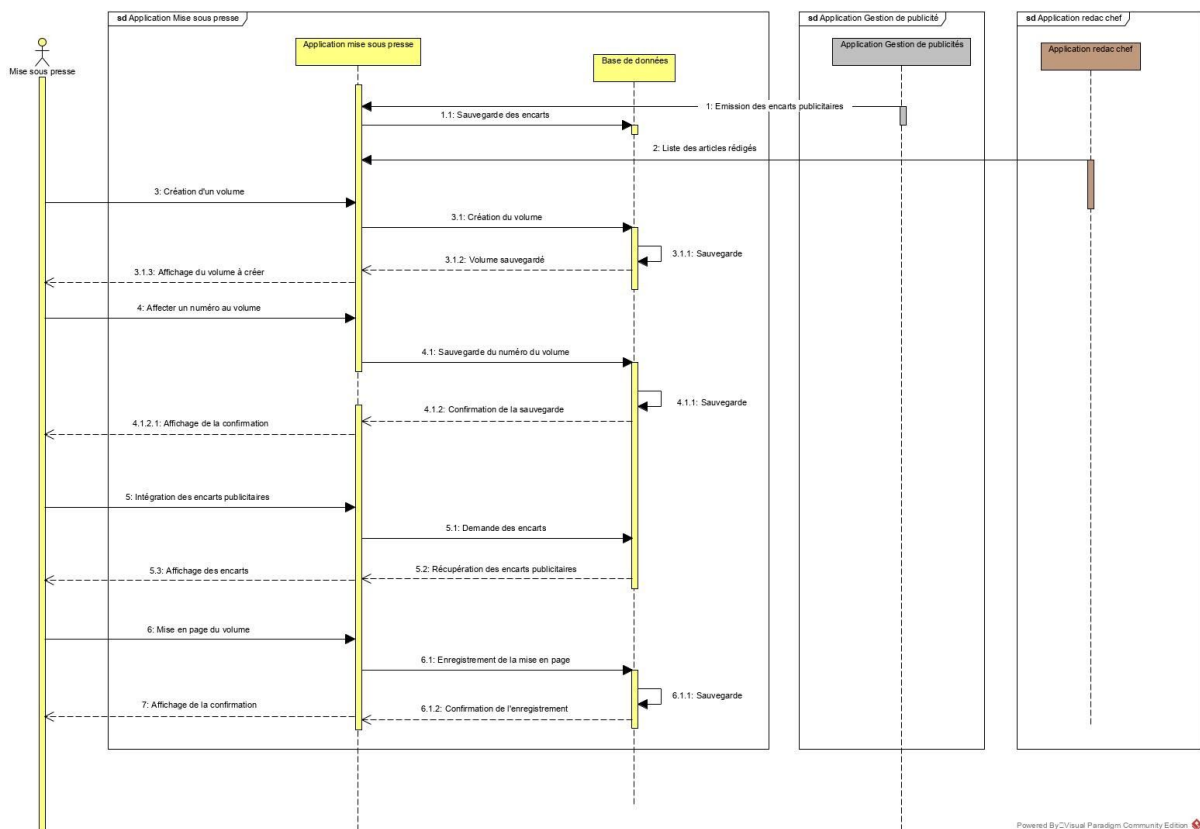 sd Application Mise sous presse
sd Application Gestion de publicité
sd Application redac chef
Mise sous presse
Application mise sous presse
Base de données
Application Gestion de publicités
Application redac chef
1: Emission des encarts publicitaires
1.1: Sauvegarde des encarts
2: Liste des articles rédigés
3: Création d'un volume
3.1: Création du volume
3.1.1: Sauvegarde
3.1.2: Volume sauvegardé
3.1.3: Affichage du volume à créer
4: Affecter un numéro au volume
4.1: Sauvegarde du numéro du volume
4.1.1: Sauvegarde
4.1.2: Confirmation de la sauvegarde
4.1.2.1: Affichage de la confirmation
5: Intégration des encarts publicitaires
5.1: Demande des encarts
5.2: Récupération des encarts publicitaires
5.3: Affichage des encarts
6: Mise en page du volume
6.1: Enregistrement de la mise en page
6.1.1: Sauvegarde
7: Affichage de la confirmation
6.1.2: Confirmation de l'enregistrement
Powered By Visual Paradigm Community Edition